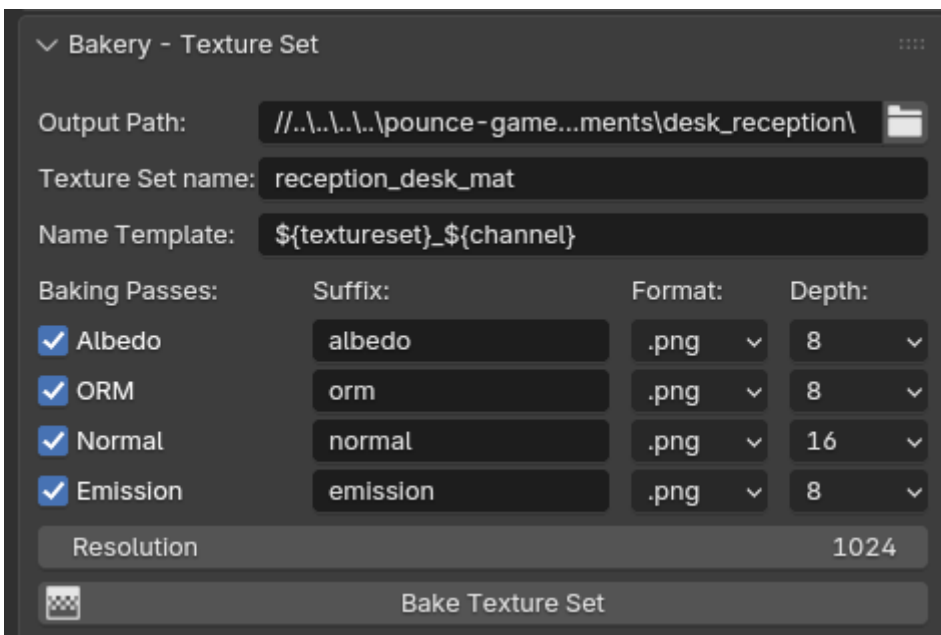 Bakery - Texture Set
Output Path: //..\..\..\..\pounce-game...ments\desk_reception\
Texture Set name: reception_desk_mat
Name Template: ${textureset}_${channel}
Baking Passes: Suffix: Format: Depth:
Albedo albedo .png 8
ORM orm .png 8
Normal normal .png 16
Emission emission .png 8
Resolution 1024
Bake Texture Set